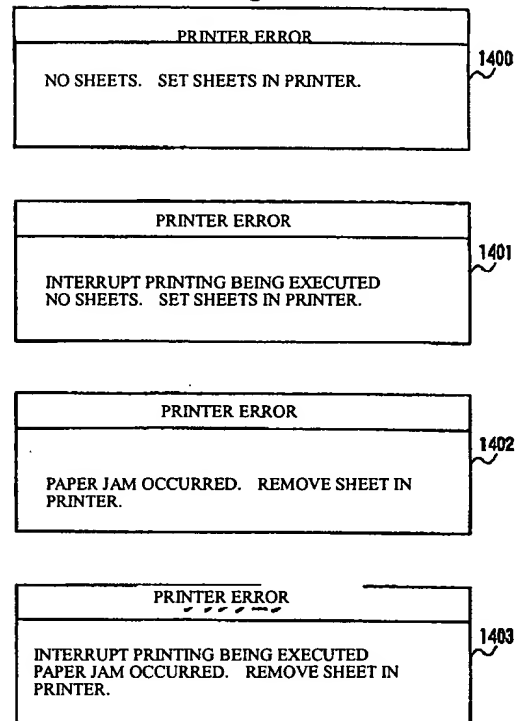 PRINTER ERROR
NO SHEETS. SET SHEETS IN PRINTER.
1400
PRINTER ERROR
INTERRUPT PRINTING BEING EXECUTED
NO SHEETS. SET SHEETS IN PRINTER.
1401
PRINTER ERROR
PAPER JAM OCCURRED. REMOVE SHEET IN
PRINTER.
1402
PRINTER ERROR
INTERRUPT PRINTING BEING EXECUTED
PAPER JAM OCCURRED. REMOVE SHEET IN
PRINTER.
1403